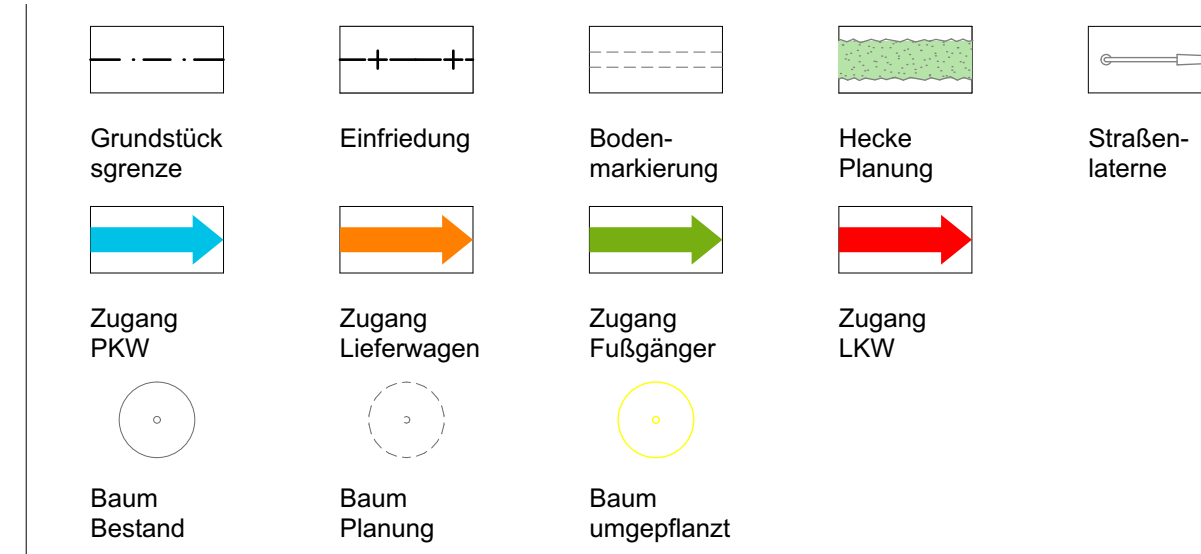 Grundstück
sgrenze
Einfriedung
Boden-
markierung
Hecke
Planung
Straßen-
laterne
Zugang
PKW
Zugang
Lieferwagen
Zugang
Fußgänger
Zugang
LKW
Baum
Bestand
Baum
Planung
Baum
umgepflanzt